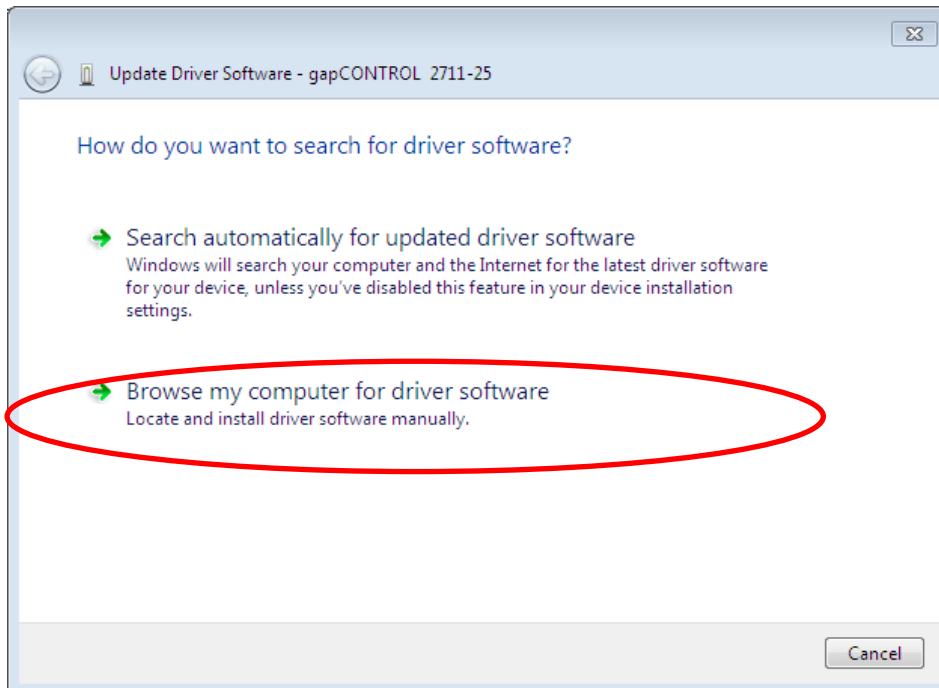 Update Driver Software - gapCONTROL 2711-25
How do you want to search for driver software?
Search automatically for updated driver software
Windows will search your computer and the Internet for the latest driver software
for your device, unless you've disabled this feature in your device installation
settings.
Browse my computer for driver software
Locate and install driver software manually.
Cancel